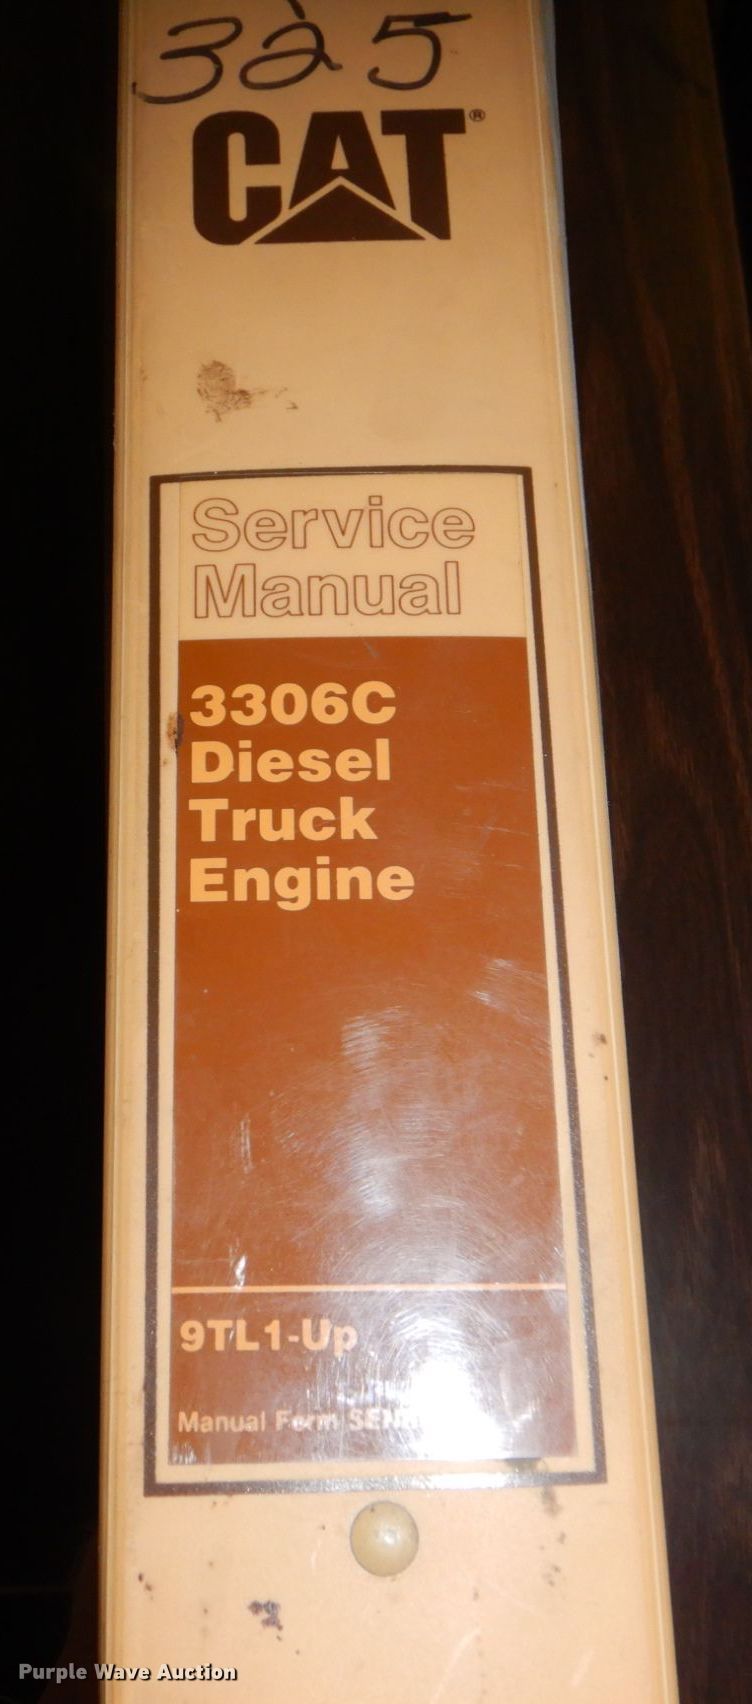 325
CAT®
Service
Manual
3306C
Diesel
Truck
Engine
9TL1-Up
Manual Form
Purple Wave Auction